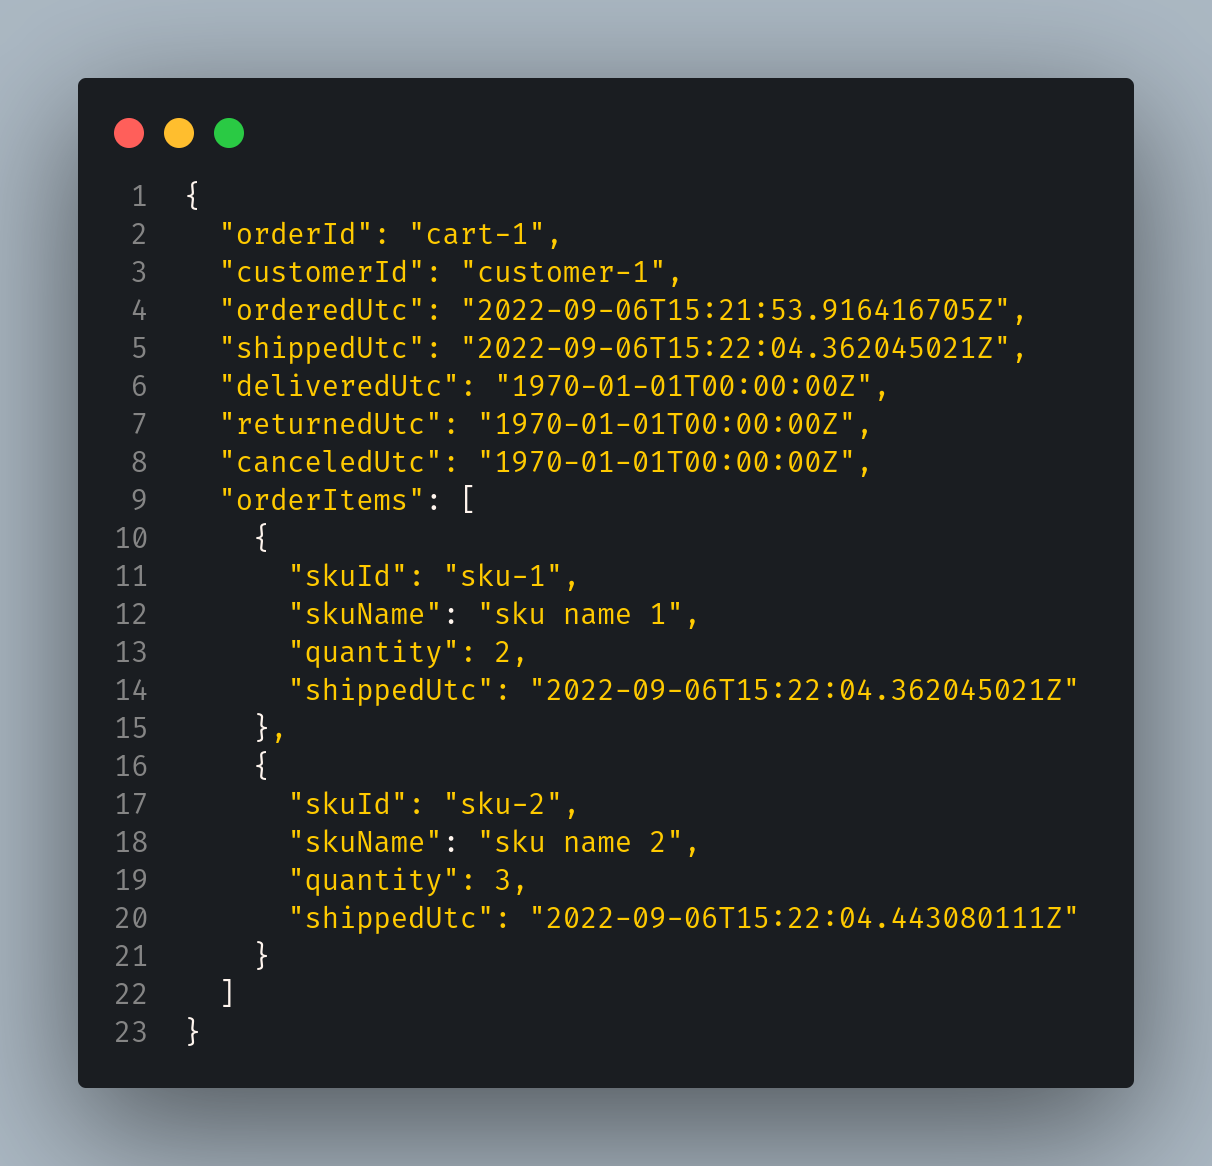 1 {
2   "orderId": "cart-1",
3   "customerId": "customer-1",
4   "orderedUtc": "2022-09-06T15:21:53.916416705Z",
5   "shippedUtc": "2022-09-06T15:22:04.362045021Z",
6   "deliveredUtc": "1970-01-01T00:00:00Z",
7   "returnedUtc": "1970-01-01T00:00:00Z",
8   "canceledUtc": "1970-01-01T00:00:00Z",
9   "orderItems": [
10     {
11       "skuId": "sku-1",
12       "skuName": "sku name 1",
13       "quantity": 2,
14       "shippedUtc": "2022-09-06T15:22:04.362045021Z"
15     },
16     {
17       "skuId": "sku-2",
18       "skuName": "sku name 2",
19       "quantity": 3,
20       "shippedUtc": "2022-09-06T15:22:04.443080111Z"
21     }
22   ]
23 }